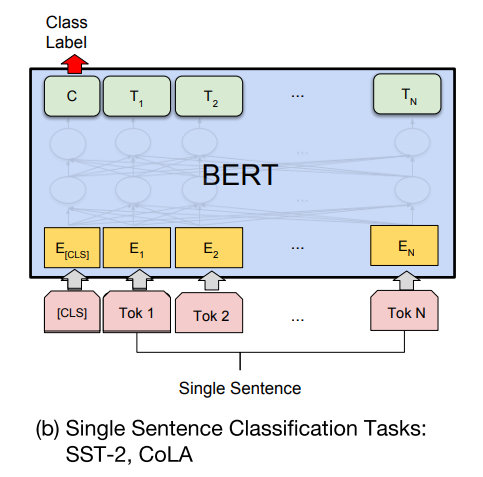 Class
Label
C T1 T2 ... TN
BERT
E[CLS] E1 E2 ... EN
[CLS] Tok 1 Tok 2 ... Tok N
Single Sentence
(b) Single Sentence Classification Tasks:
SST-2, CoLA